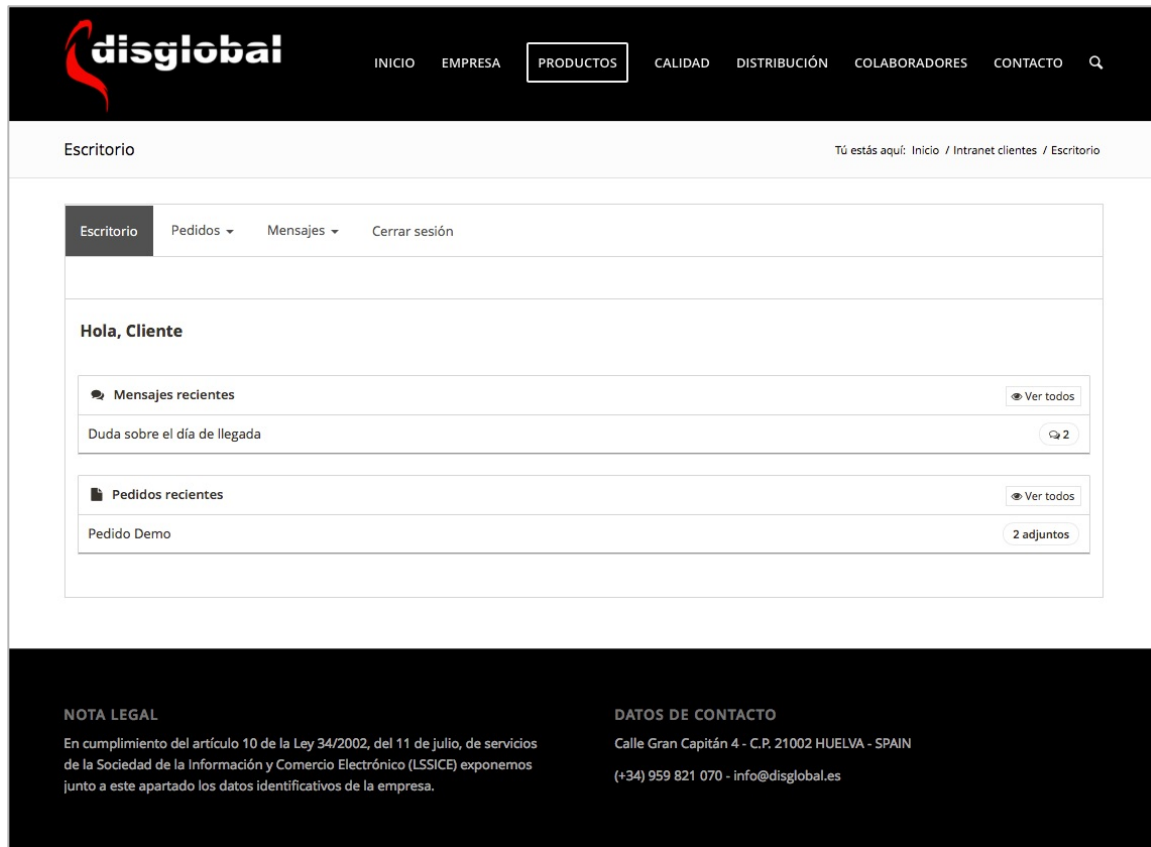 disglobal
INICIO EMPRESA PRODUCTOS CALIDAD DISTRIBUCIÓN COLABORADORES CONTACTO
Escritorio
Tú estás aquí: Inicio / Intranet clientes / Escritorio
Escritorio Pedidos Mensajes Cerrar sesión
Hola, Cliente
Mensajes recientes
Ver todos
Duda sobre el día de llegada
2
Pedidos recientes
Ver todos
Pedido Demo
2 adjuntos
NOTA LEGAL
En cumplimiento del artículo 10 de la Ley 34/2002, del 11 de julio, de servicios
de la Sociedad de la Información y Comercio Electrónico (LSSICE) exponemos
junto a este apartado los datos identificativos de la empresa.
DATOS DE CONTACTO
Calle Gran Capitán 4 - C.P. 21002 HUELVA - SPAIN
(+34) 959 821 070 - info@disglobal.es